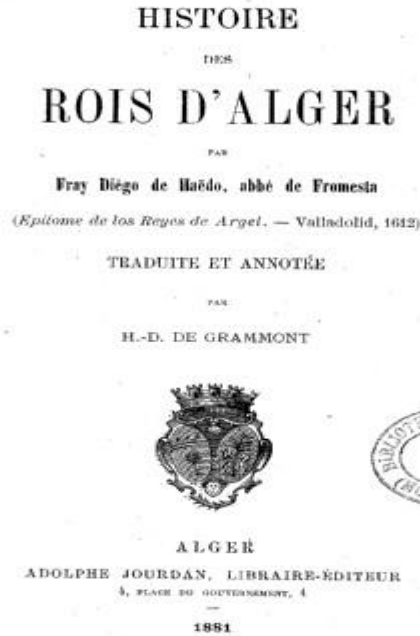 HISTOIRE
DES
ROIS D'ALGER
PAR
Fray Diégo de Haëdo, abbé de Fromesta
(Epitome de los Reyes de Argel. — Valladolid, 1612)
TRADUITE ET ANNOTÉE
PAR
H.-D. DE GRAMMONT
BIBLIOT
ALGER
ADOLPHE JOURDAN, LIBRAIRE-ÉDITEUR
4, PLACE DU GOUVERNEMENT, 4
1881